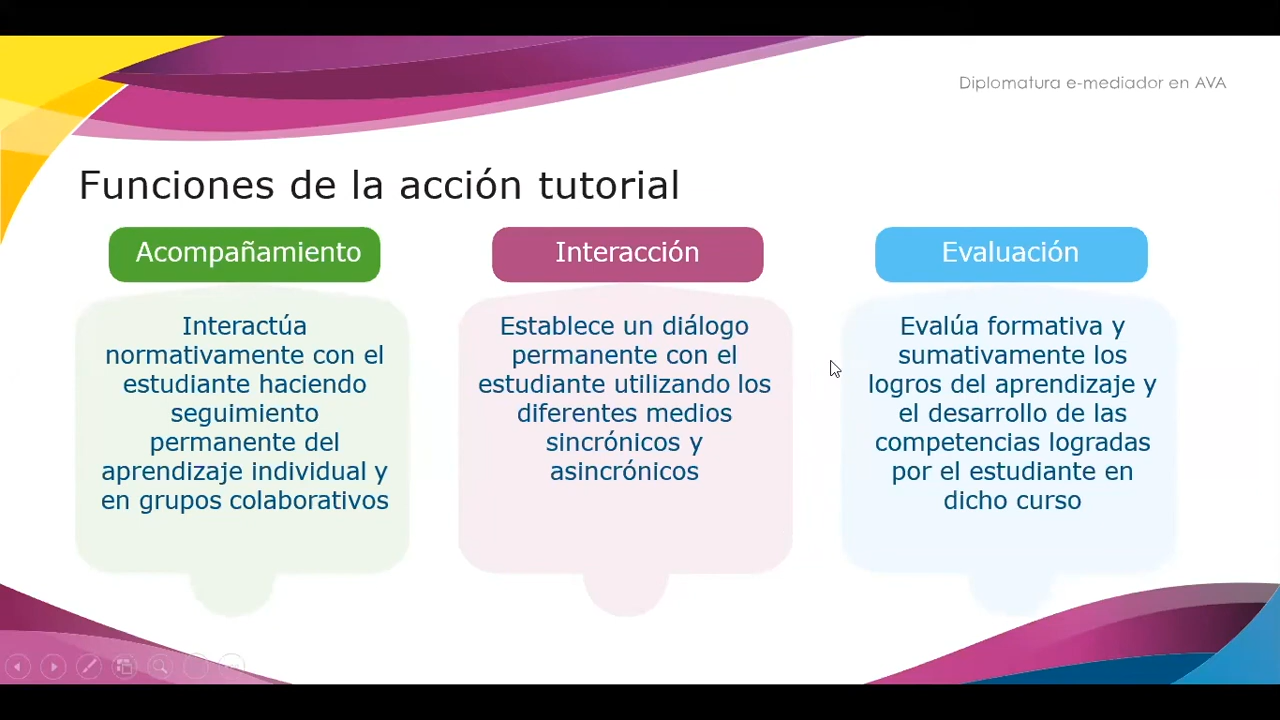 Diplomatura e-mediador en AVA
Funciones de la acción tutorial
Acompañamiento
Interactúa
normativamente con el
estudiante haciendo
seguimiento
permanente del
aprendizaje individual y
en grupos colaborativos
Interacción
Establece un diálogo
permanente con el
estudiante utilizando los
diferentes medios
sincrónicos y
asincrónicos
Evaluación
Evalúa formativa y
sumativamente los
logros del aprendizaje y
el desarrollo de las
competencias logradas
por el estudiante en
dicho curso